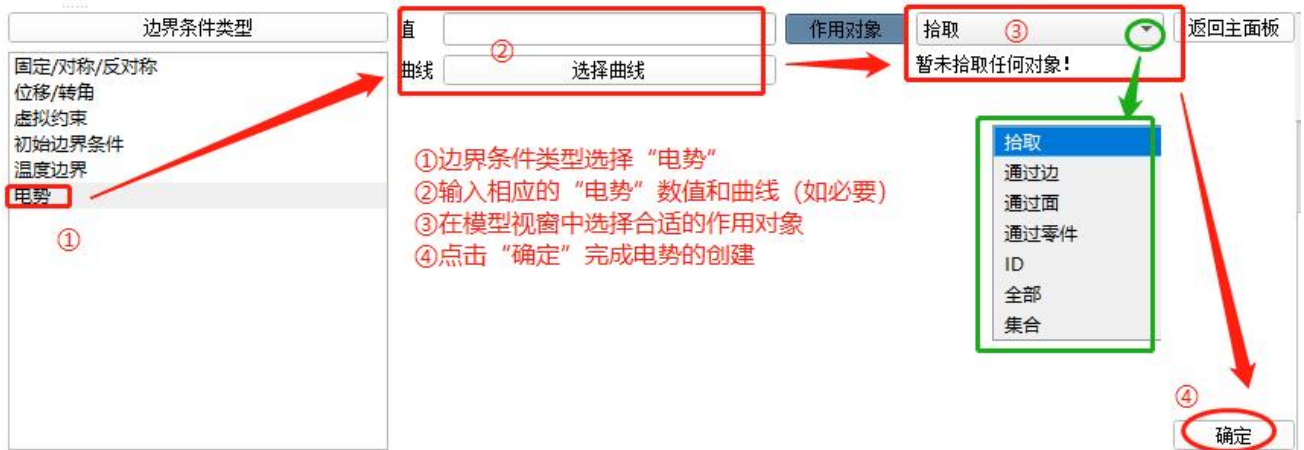 边界条件类型
固定/对称/反对称
位移/转角
虚拟约束
初始边界条件
温度边界
电势
①
值
②
曲线
选择曲线
作用对象
拾取
③
返回主面板
暂未拾取任何对象!
拾取
通过边
通过面
通过零件
ID
全部
集合
①边界条件类型选择“电势”
②输入相应的“电势”数值和曲线（如必要）
③在模型视窗中选择合适的作用对象
④点击“确定”完成电势的创建
④
确定